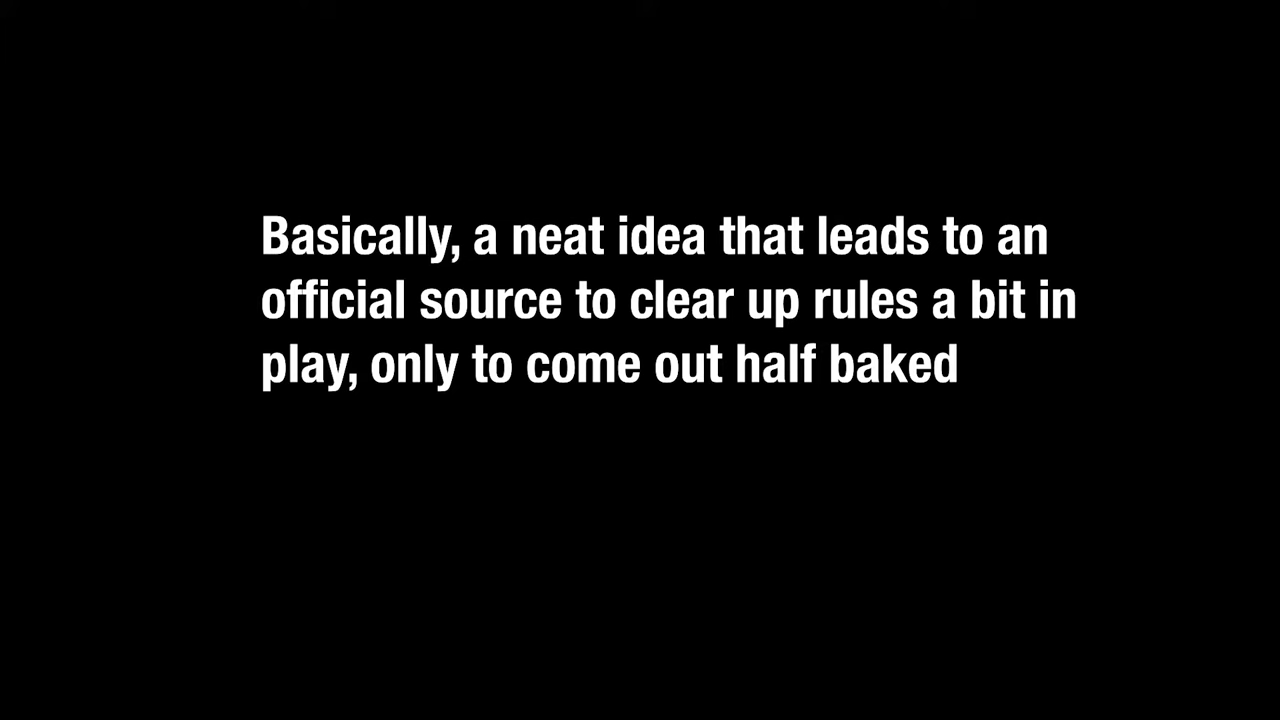 Basically, a neat idea that leads to an
official source to clear up rules a bit in
play, only to come out half baked